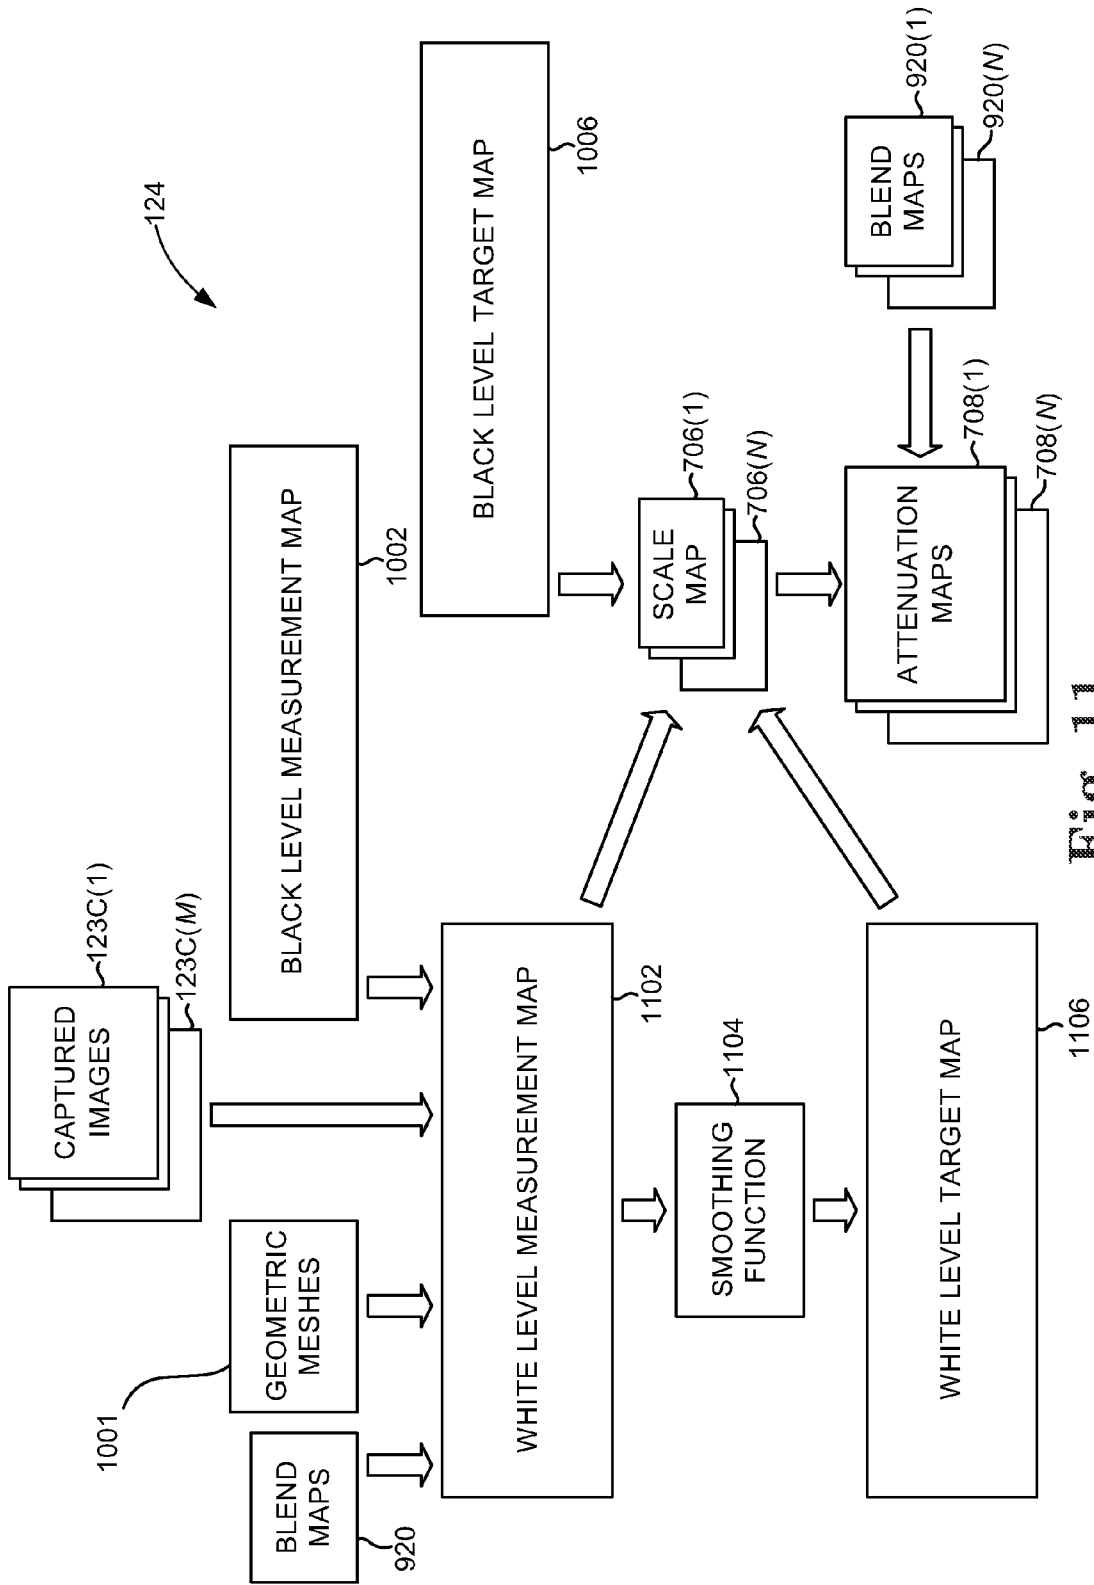 124
BLEND
MAPS
920
GEOMETRIC
MESHES
1001
CAPTURED
IMAGES
123C(1)
123C(M)
BLACK LEVEL MEASUREMENT MAP
1002
WHITE LEVEL MEASUREMENT MAP
1102
BLACK LEVEL TARGET MAP
1006
SMOOTHING
FUNCTION
1104
SCALE
MAP
706(1)
706(N)
WHITE LEVEL TARGET MAP
1106
ATTENUATION
MAPS
708(1)
708(N)
BLEND
MAPS
920(1)
920(N)
Fig. 11